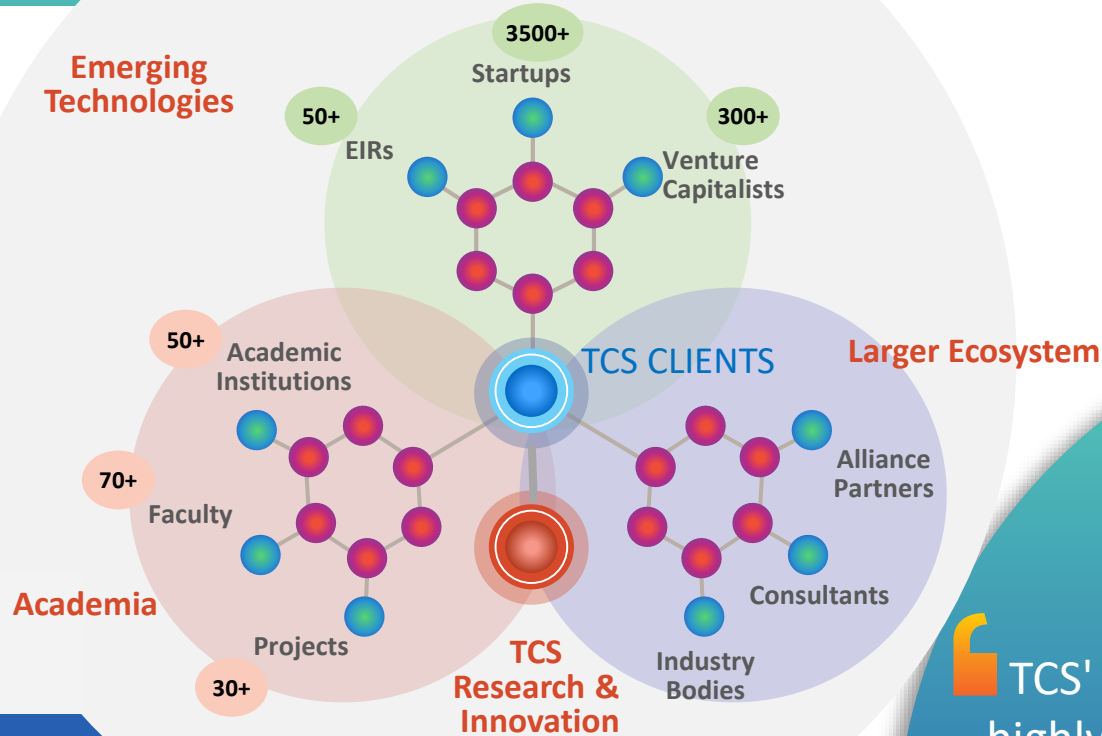 3500+
Startups
Emerging
Technologies
50+
EIRs
300+
Venture
Capitalists
50+
Academic
Institutions
TCS CLIENTS
Larger Ecosystem
70+
Faculty
Alliance
Partners
Academia
Consultants
Projects
30+
TCS
Research &
Innovation
Industry
Bodies
❛ TCS'
highly